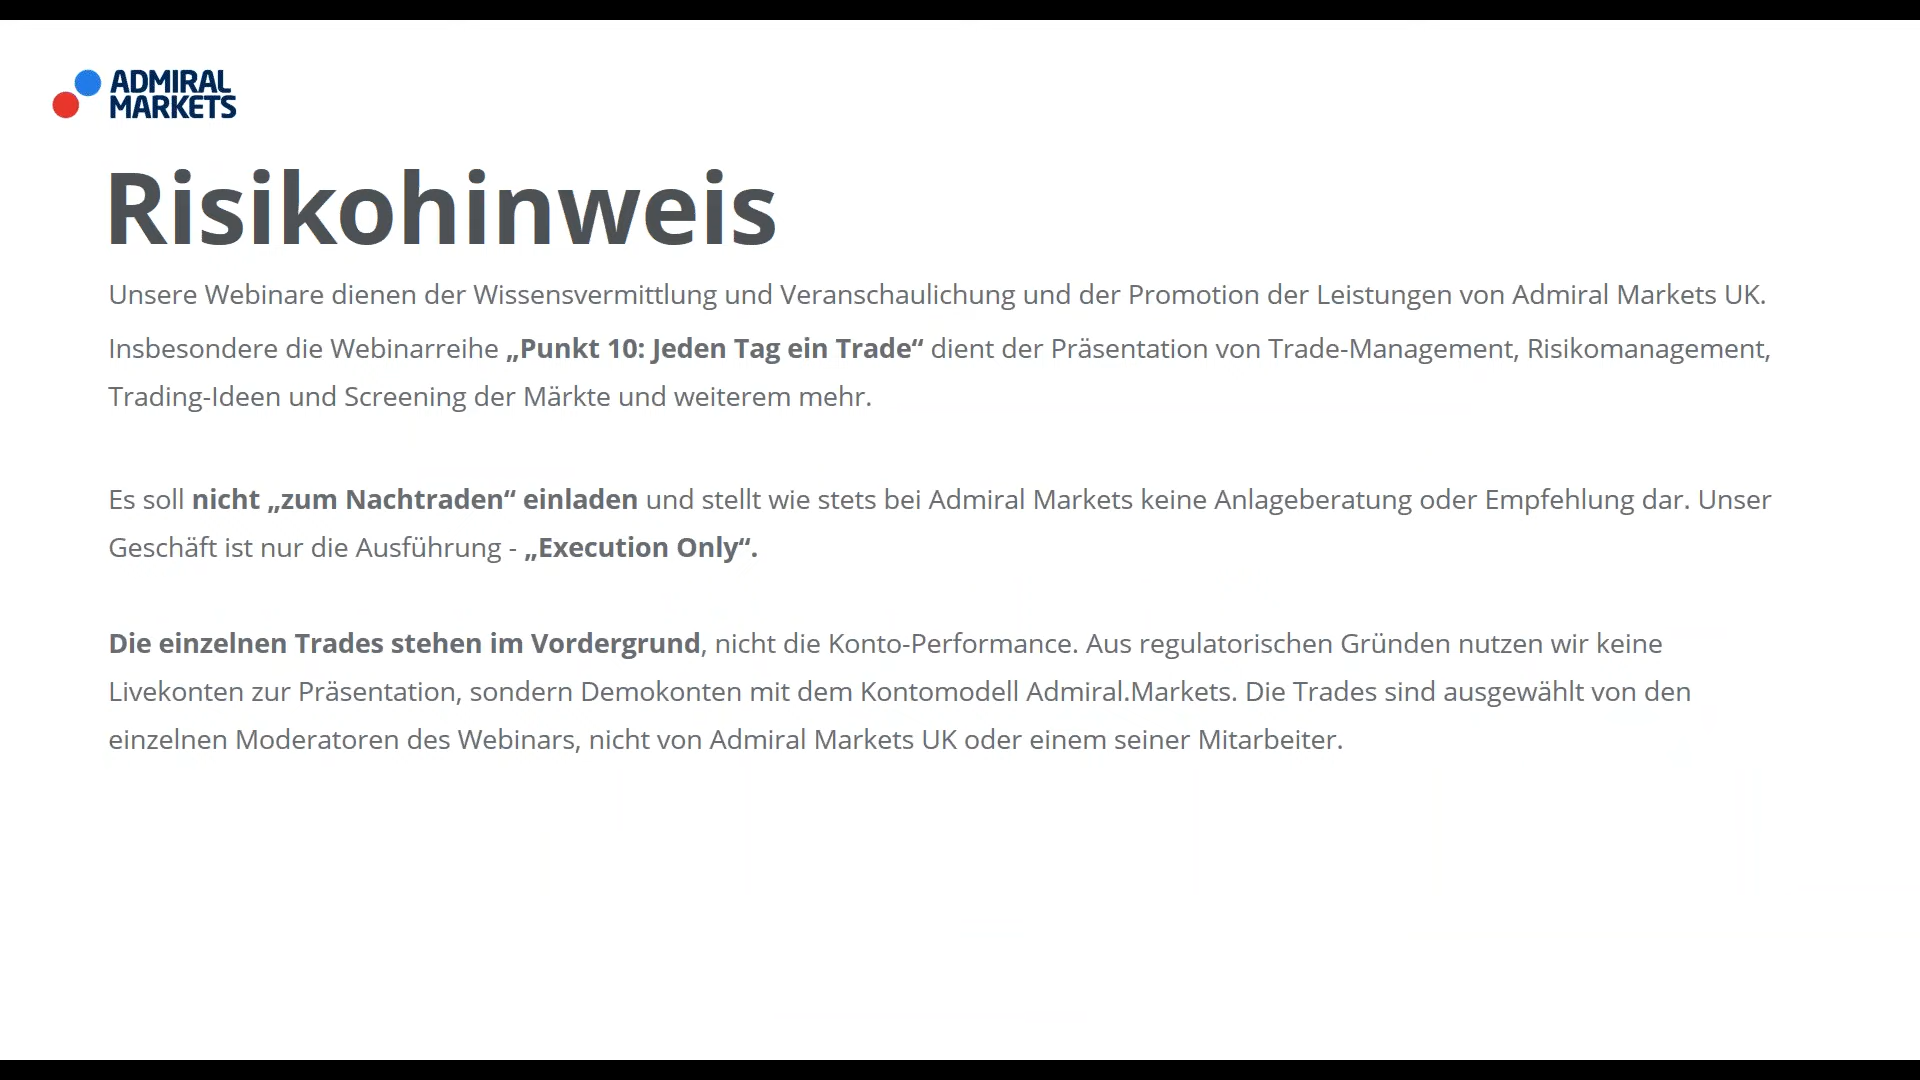 ADMIRAL
MARKETS
Risikohinweis
Unsere Webinare dienen der Wissensvermittlung und Veranschaulichung und der Promotion der Leistungen von Admiral Markets UK.
Insbesondere die Webinarreihe „Punkt 10: Jeden Tag ein Trade“ dient der Präsentation von Trade-Management, Risikomanagement,
Trading-Ideen und Screening der Märkte und weiterem mehr.
Es soll nicht „zum Nachtraden“ einladen und stellt wie stets bei Admiral Markets keine Anlageberatung oder Empfehlung dar. Unser
Geschäft ist nur die Ausführung - „Execution Only“.
Die einzelnen Trades stehen im Vordergrund, nicht die Konto-Performance. Aus regulatorischen Gründen nutzen wir keine
Livekonten zur Präsentation, sondern Demokonten mit dem Kontomodell Admiral.Markets. Die Trades sind ausgewählt von den
einzelnen Moderatoren des Webinars, nicht von Admiral Markets UK oder einem seiner Mitarbeiter.